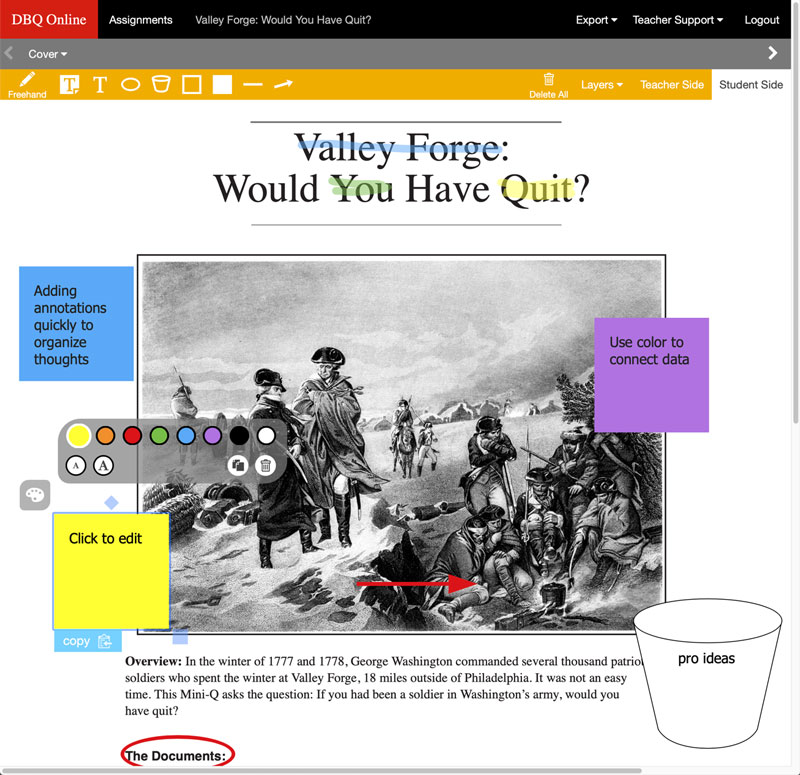 DBQ Online Assignments Valley Forge: Would You Have Quit? Export Teacher Support Logout
Cover
Freehand T T Delete All Layers Teacher Side Student Side
Valley Forge:
Would You Have Quit?
Adding
annotations
quickly to
organize
thoughts
Use color to
connect data
A A
Click to edit
copy
pro ideas
Overview: In the winter of 1777 and 1778, George Washington commanded several thousand patrio
soldiers who spent the winter at Valley Forge, 18 miles outside of Philadelphia. It was not an easy
time. This Mini-Q asks the question: If you had been a soldier in Washington's army, would you
have quit?
The Documents: